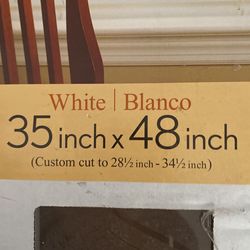 White | Blanco
35 inch x 48 inch
(Custom cut to 28½ inch - 34½ inch)